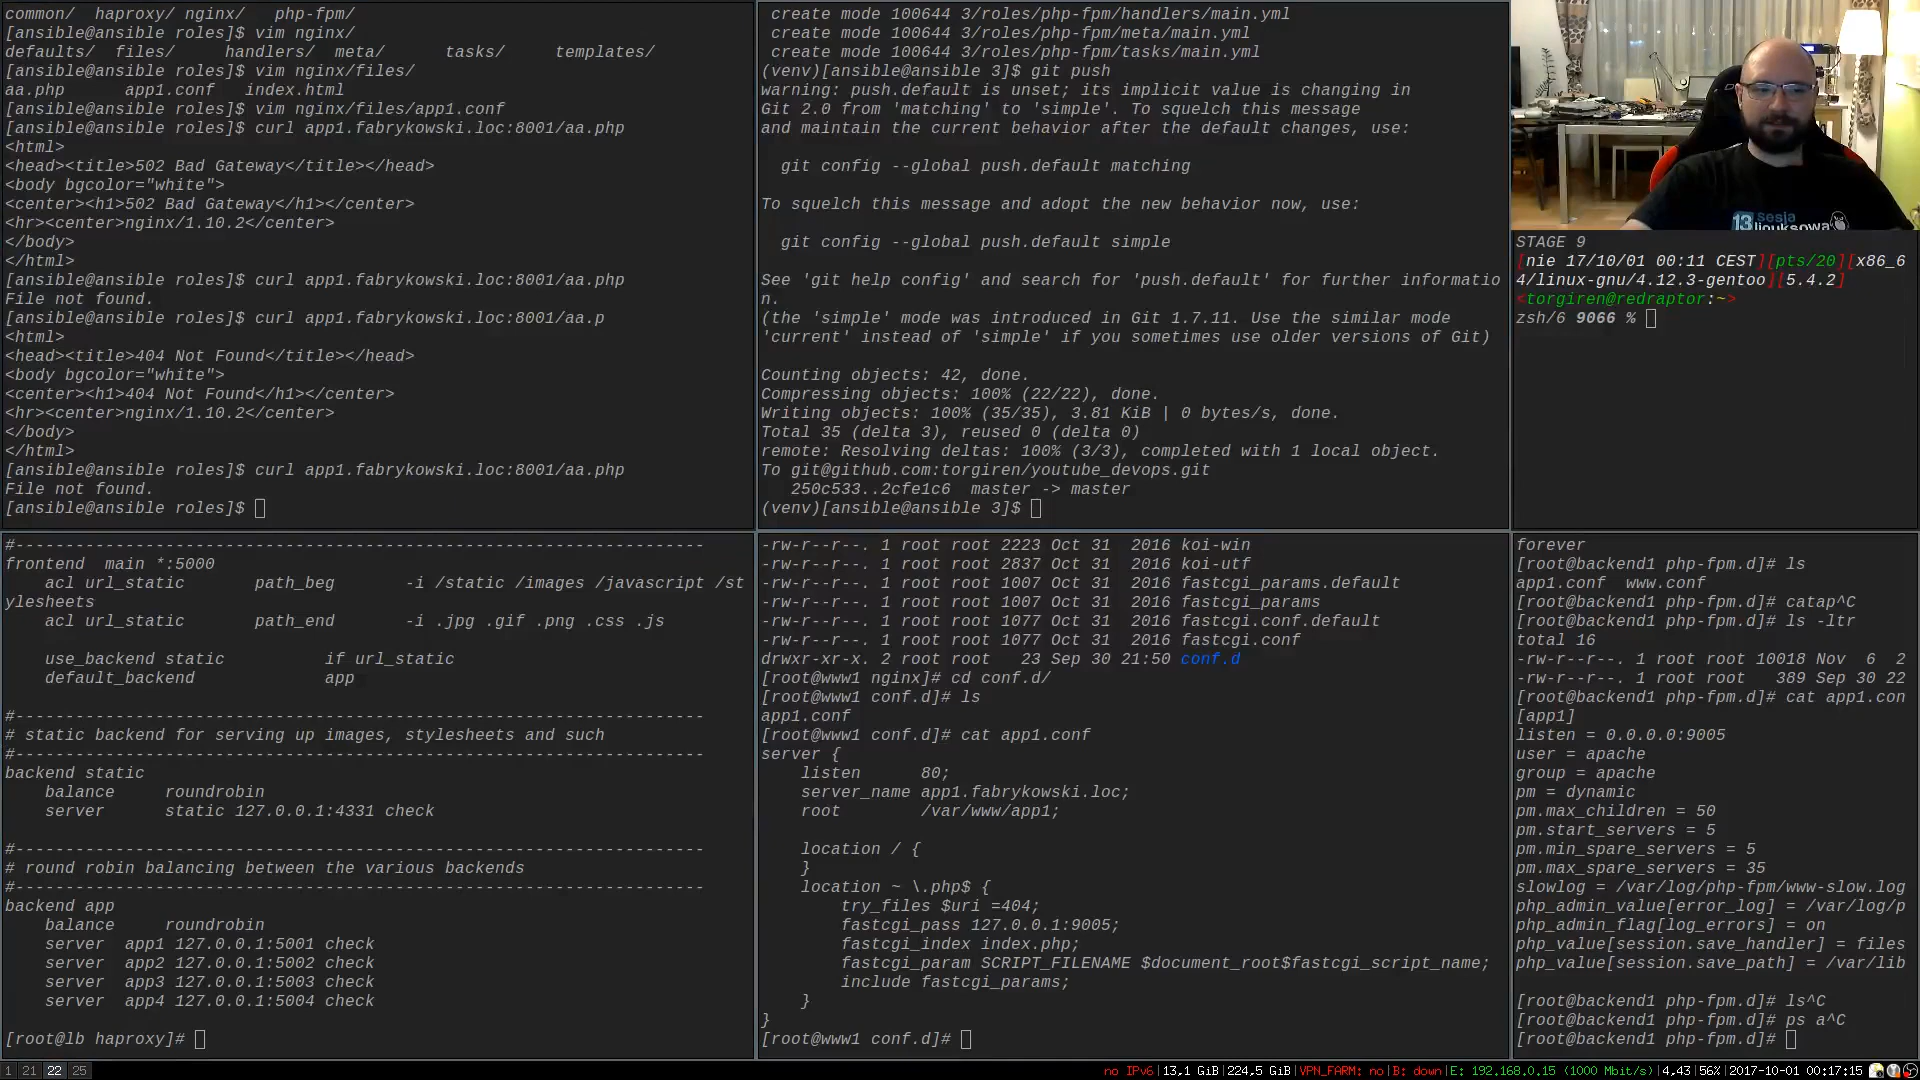 common/  haproxy/ nginx/   php-fpm/
[ansible@ansible roles]$ vim nginx/
defaults/  files/     handlers/  meta/      tasks/     templates/
[ansible@ansible roles]$ vim nginx/files/
aa.php      app1.conf   index.html
[ansible@ansible roles]$ vim nginx/files/app1.conf
[ansible@ansible roles]$ curl app1.fabrykowski.loc:8001/aa.php
<html>
<head><title>502 Bad Gateway</title></head>
<body bgcolor="white">
<center><h1>502 Bad Gateway</h1></center>
<hr><center>nginx/1.10.2</center>
</body>
</html>
[ansible@ansible roles]$ curl app1.fabrykowski.loc:8001/aa.php
File not found.
[ansible@ansible roles]$ curl app1.fabrykowski.loc:8001/aa.p
<html>
<head><title>404 Not Found</title></head>
<body bgcolor="white">
<center><h1>404 Not Found</h1></center>
<hr><center>nginx/1.10.2</center>
</body>
</html>
[ansible@ansible roles]$ curl app1.fabrykowski.loc:8001/aa.php
File not found.
[ansible@ansible roles]$
create mode 100644 3/roles/php-fpm/handlers/main.yml
create mode 100644 3/roles/php-fpm/meta/main.yml
create mode 100644 3/roles/php-fpm/tasks/main.yml
(venv)[ansible@ansible 3]$ git push
warning: push.default is unset; its implicit value is changing in
Git 2.0 from 'matching' to 'simple'. To squelch this message
and maintain the current behavior after the default changes, use:
git config --global push.default matching
To squelch this message and adopt the new behavior now, use:
git config --global push.default simple
See 'git help config' and search for 'push.default' for further informatio
n.
(the 'simple' mode was introduced in Git 1.7.11. Use the similar mode
'current' instead of 'simple' if you sometimes use older versions of Git)
Counting objects: 42, done.
Compressing objects: 100% (22/22), done.
Writing objects: 100% (35/35), 3.81 KiB | 0 bytes/s, done.
Total 35 (delta 3), reused 0 (delta 0)
remote: Resolving deltas: 100% (3/3), completed with 1 local object.
To git@github.com:torgiren/youtube_devops.git
250c533..2cfe1c6  master -> master
(venv)[ansible@ansible 3]$
13 sesja
linuksowa
STAGE 9
[nie 17/10/01 00:11 CEST][pts/20][x86_6
4/linux-gnu/4.12.3-gentoo][5.4.2]
<torgiren@redraptor:~>
zsh/6 9066 %
#----------------------------------------------------------------------
frontend  main *:5000
acl url_static       path_beg       -i /static /images /javascript /st
ylesheets
acl url_static       path_end       -i .jpg .gif .png .css .js
use_backend static          if url_static
default_backend             app
#----------------------------------------------------------------------
# static backend for serving up images, stylesheets and such
#----------------------------------------------------------------------
backend static
balance     roundrobin
server      static 127.0.0.1:4331 check
#----------------------------------------------------------------------
# round robin balancing between the various backends
#----------------------------------------------------------------------
backend app
balance     roundrobin
server  app1 127.0.0.1:5001 check
server  app2 127.0.0.1:5002 check
server  app3 127.0.0.1:5003 check
server  app4 127.0.0.1:5004 check
[root@lb haproxy]#
-rw-r--r--. 1 root root 2223 Oct 31  2016 koi-win
-rw-r--r--. 1 root root 2837 Oct 31  2016 koi-utf
-rw-r--r--. 1 root root 1007 Oct 31  2016 fastcgi_params.default
-rw-r--r--. 1 root root 1007 Oct 31  2016 fastcgi_params
-rw-r--r--. 1 root root 1077 Oct 31  2016 fastcgi.conf.default
-rw-r--r--. 1 root root 1077 Oct 31  2016 fastcgi.conf
drwxr-xr-x. 2 root root   23 Sep 30 21:50 conf.d
[root@www1 nginx]# cd conf.d/
[root@www1 conf.d]# ls
app1.conf
[root@www1 conf.d]# cat app1.conf
server {
listen      80;
server_name app1.fabrykowski.loc;
root        /var/www/app1;
location / {
}
location ~ \.php$ {
try_files $uri =404;
fastcgi_pass 127.0.0.1:9005;
fastcgi_index index.php;
fastcgi_param SCRIPT_FILENAME $document_root$fastcgi_script_name;
include fastcgi_params;
}
}
[root@www1 conf.d]#
forever
[root@backend1 php-fpm.d]# ls
app1.conf  www.conf
[root@backend1 php-fpm.d]# catap^C
[root@backend1 php-fpm.d]# ls -ltr
total 16
-rw-r--r--. 1 root root 10018 Nov  6  2
-rw-r--r--. 1 root root   389 Sep 30 22
[root@backend1 php-fpm.d]# cat app1.con
[app1]
listen = 0.0.0.0:9005
user = apache
group = apache
pm = dynamic
pm.max_children = 50
pm.start_servers = 5
pm.min_spare_servers = 5
pm.max_spare_servers = 35
slowlog = /var/log/php-fpm/www-slow.log
php_admin_value[error_log] = /var/log/p
php_admin_flag[log_errors] = on
php_value[session.save_handler] = files
php_value[session.save_path] = /var/lib
[root@backend1 php-fpm.d]# ls^C
[root@backend1 php-fpm.d]# ps a^C
[root@backend1 php-fpm.d]#
1 21 22 25
no IPv6|13,1 GiB|224,5 GiB|VPN_FARM: no|B: down|E: 192.168.0.15 (1000 Mbit/s)|4,43|56%|2017-10-01 00:17:15